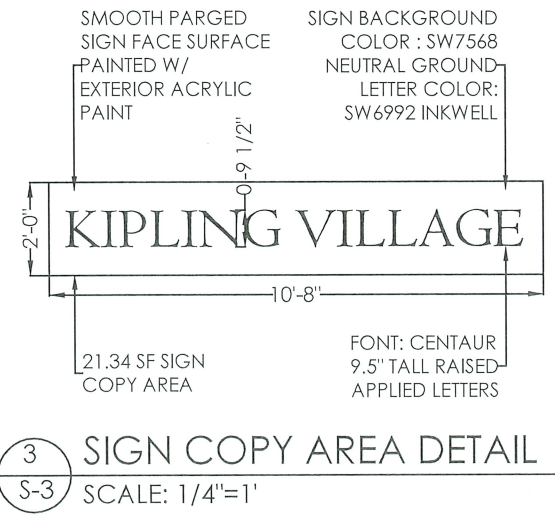 SMOOTH PARGED
SIGN FACE SURFACE
PAINTED W/
EXTERIOR ACRYLIC
PAINT
SIGN BACKGROUND
COLOR : SW7568
NEUTRAL GROUND
LETTER COLOR:
SW6992 INKWELL
0'-9 1/2"
2'-0"
KIPLING VILLAGE
10'-8"
21.34 SF SIGN
COPY AREA
FONT: CENTAUR
9.5" TALL RAISED
APPLIED LETTERS
3
S-3
SIGN COPY AREA DETAIL
SCALE: 1/4"=1'